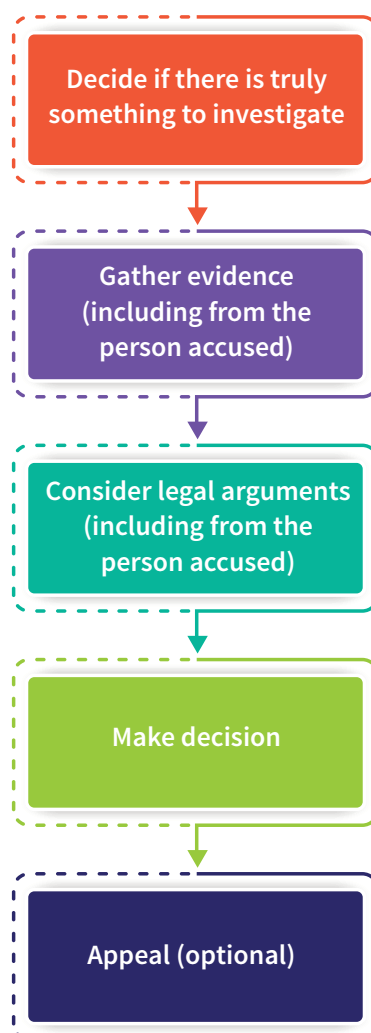 Decide if there is truly
something to investigate
Gather evidence
(including from the
person accused)
Consider legal arguments
(including from the
person accused)
Make decision
Appeal (optional)